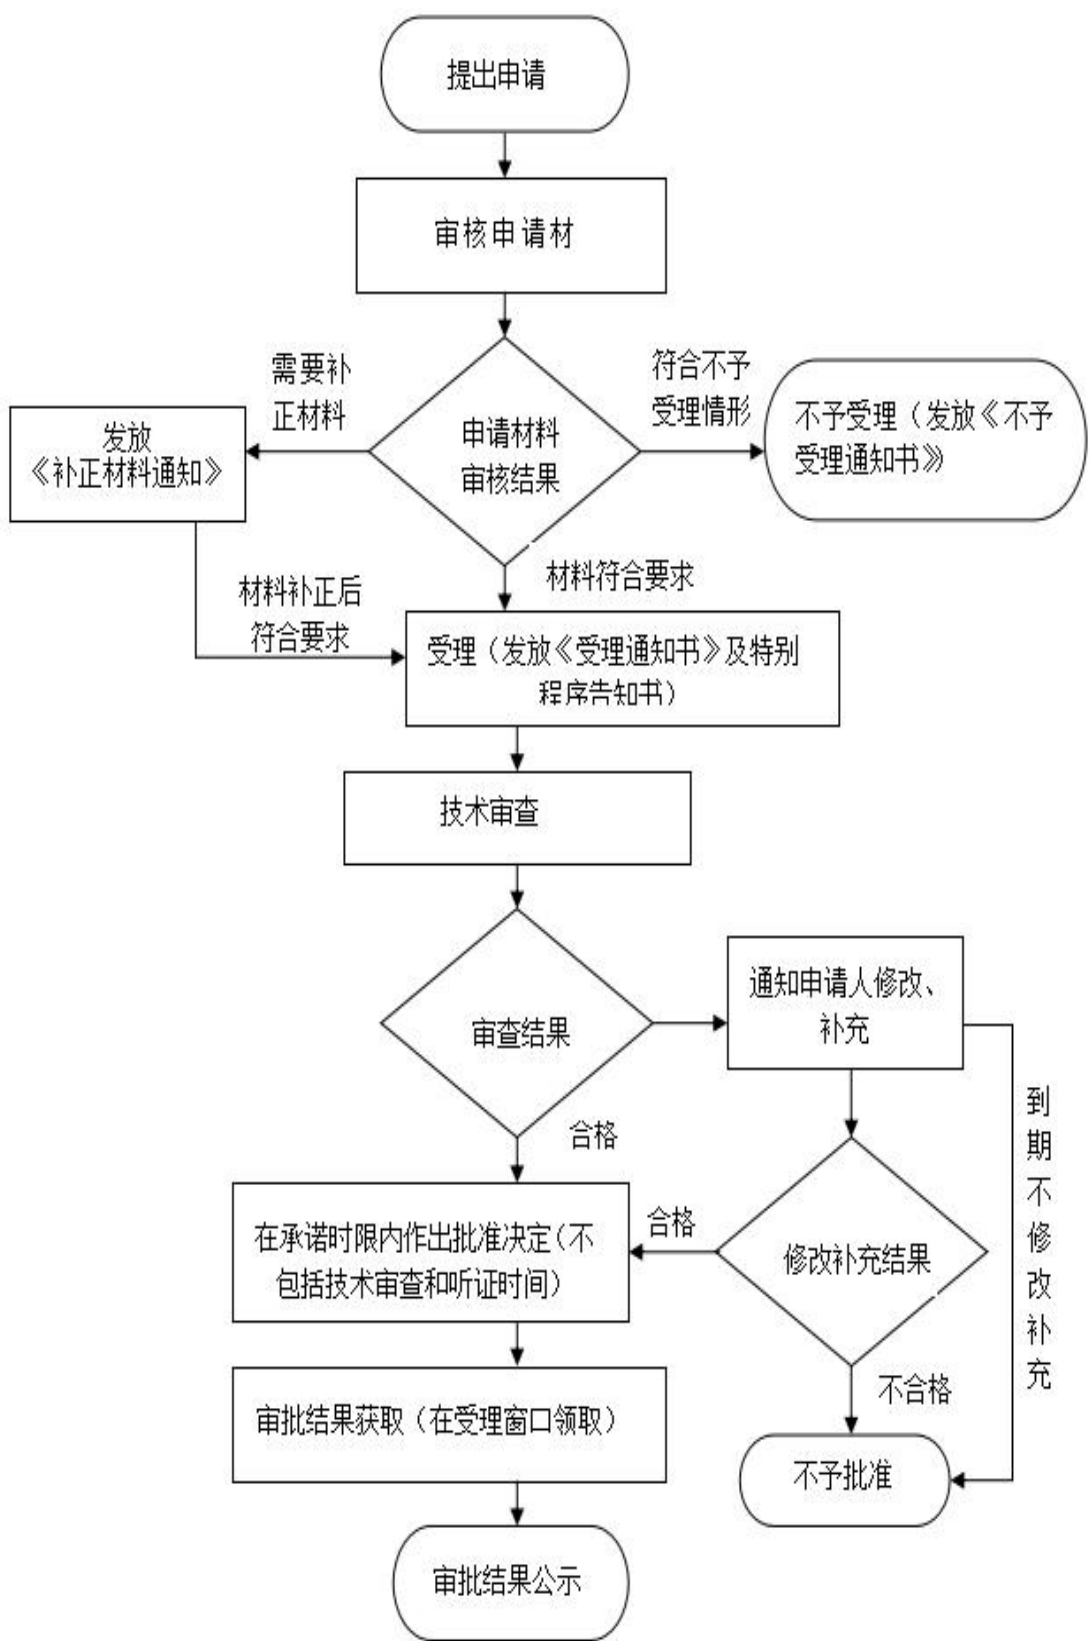 提出申请
审核申请材
需要补
正材料
符合不予
受理情形
发放
《补正材料通知》
申请材料
审核结果
不予受理（发放《不予
受理通知书》）
材料符合要求
材料补正后
符合要求
受理（发放《受理通知书》及特别
程序告知书）
技术审查
审查结果
通知申请人修改、
补充
到
期
不
修
改
补
充
合格
在承诺时限内作出批准决定（不
包括技术审查和听证时间）
合格
修改补充结果
不合格
审批结果获取（在受理窗口领取）
不予批准
审批结果公示